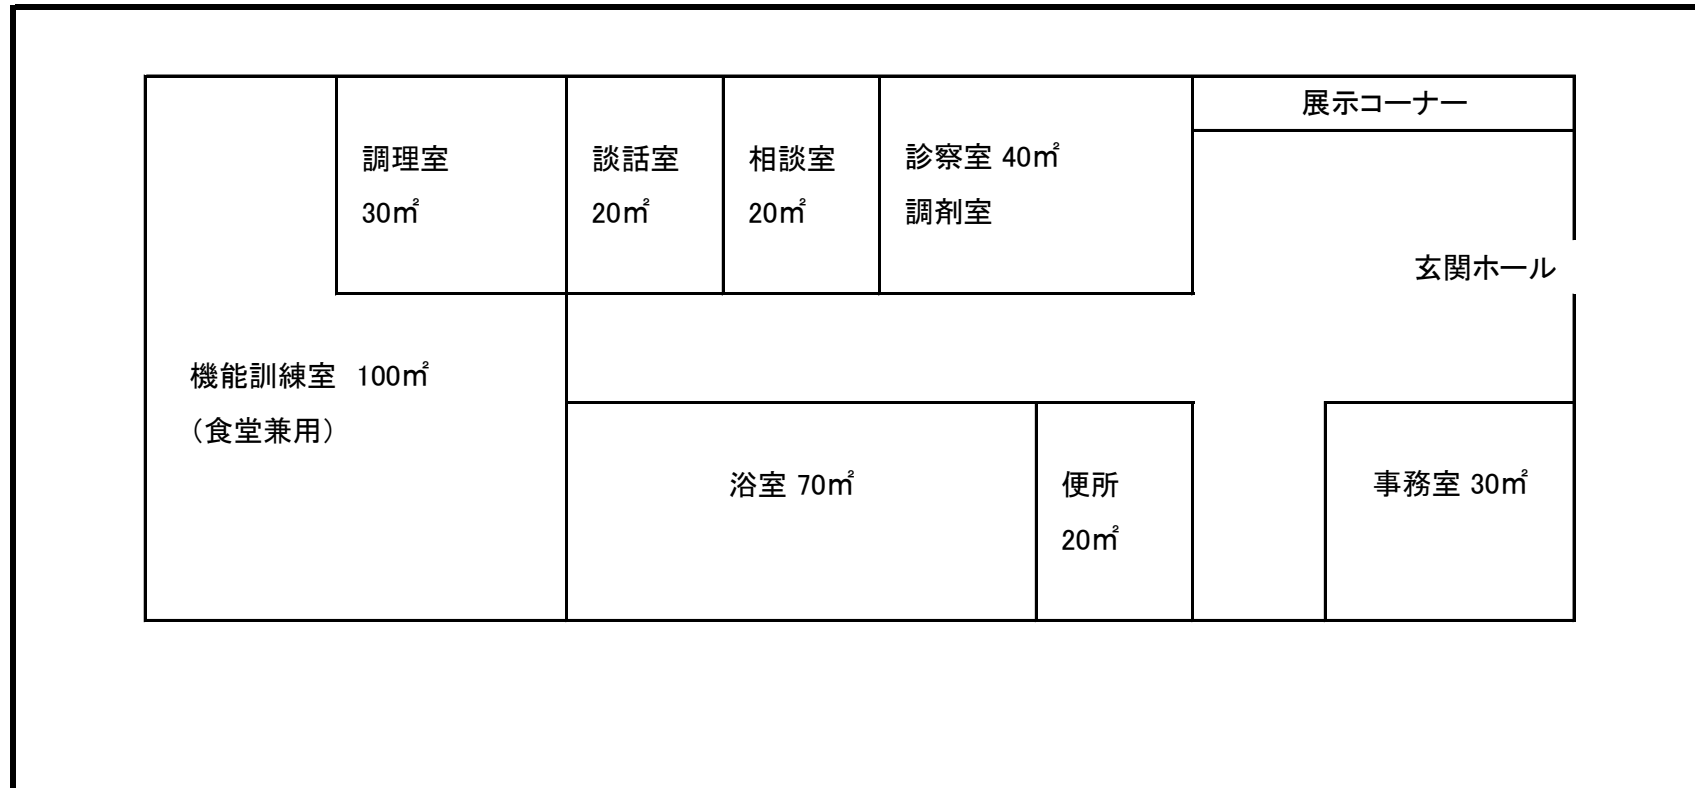 展示コーナー
調理室
30㎡
談話室
20㎡
相談室
20㎡
診察室 40㎡
調剤室
玄関ホール
機能訓練室 100㎡
（食堂兼用）
浴室 70㎡
便所
20㎡
事務室 30㎡